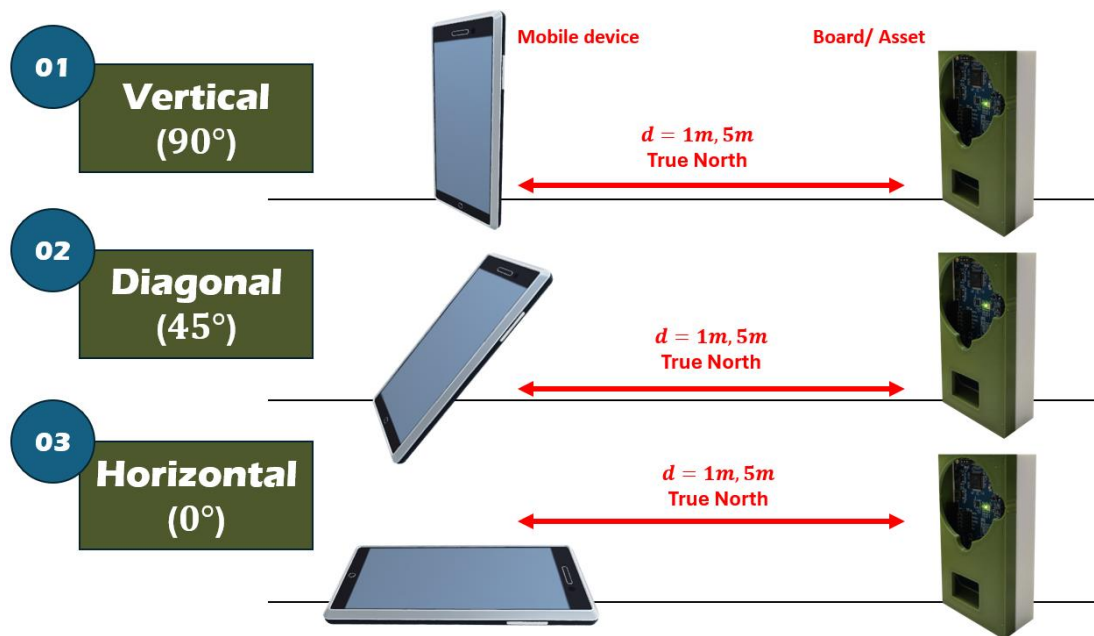 01
Vertical
(90°)
Mobile device
Board/ Asset
d = 1m, 5m
True North
02
Diagonal
(45°)
d = 1m, 5m
True North
03
Horizontal
(0°)
d = 1m, 5m
True North